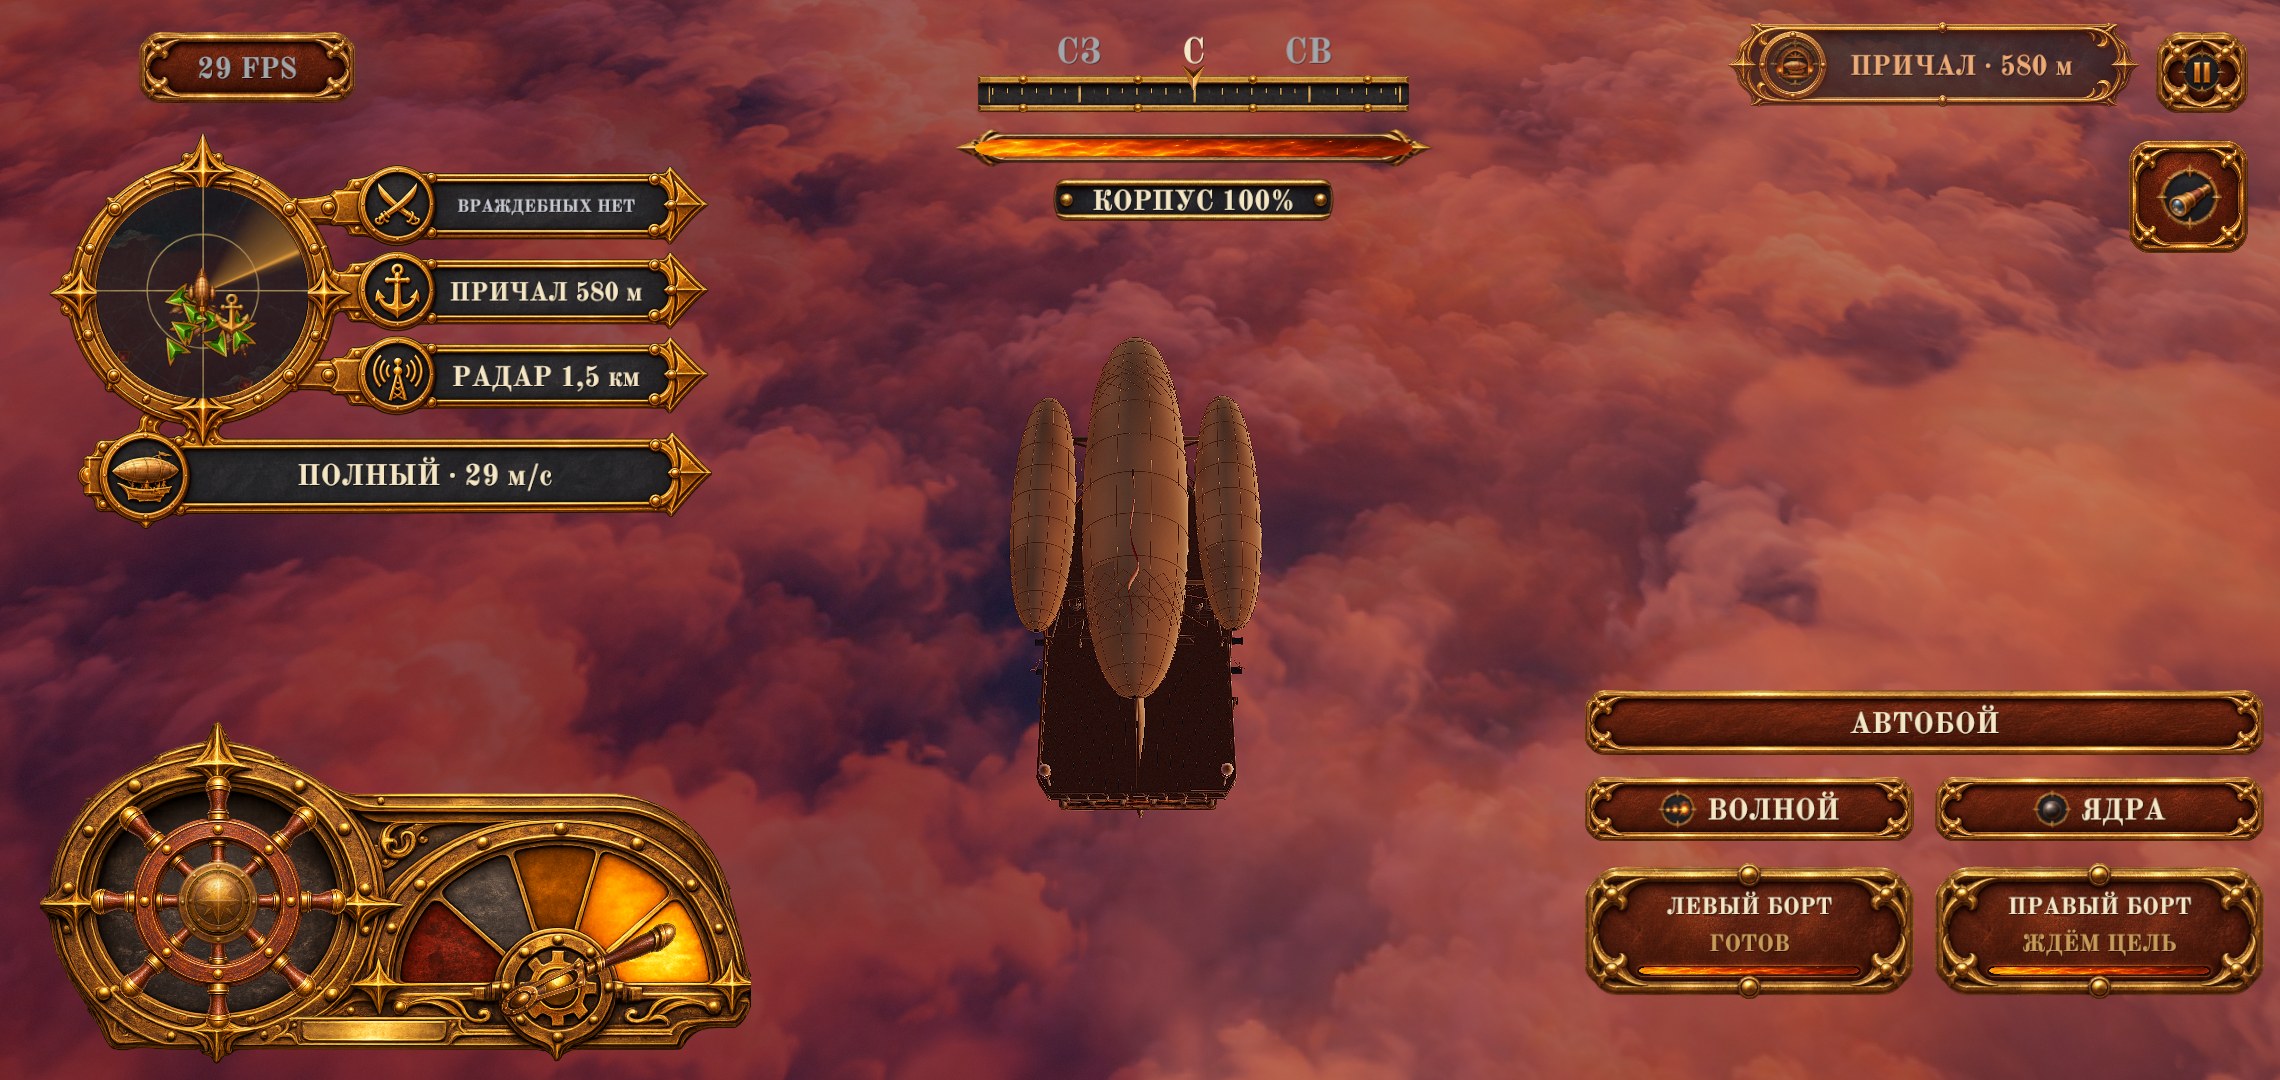 29 FPS
СЗ С СВ
ПРИЧАЛ · 580 м
ВРАЖДЕБНЫХ НЕТ
КОРПУС 100%
ПРИЧАЛ 580 м
РАДАР 1,5 км
ПОЛНЫЙ · 29 м/с
АВТОБОЙ
ВОЛНОЙ
ЯДРА
ЛЕВЫЙ БОРТ
ГОТОВ
ПРАВЫЙ БОРТ
ЖДЁМ ЦЕЛЬ